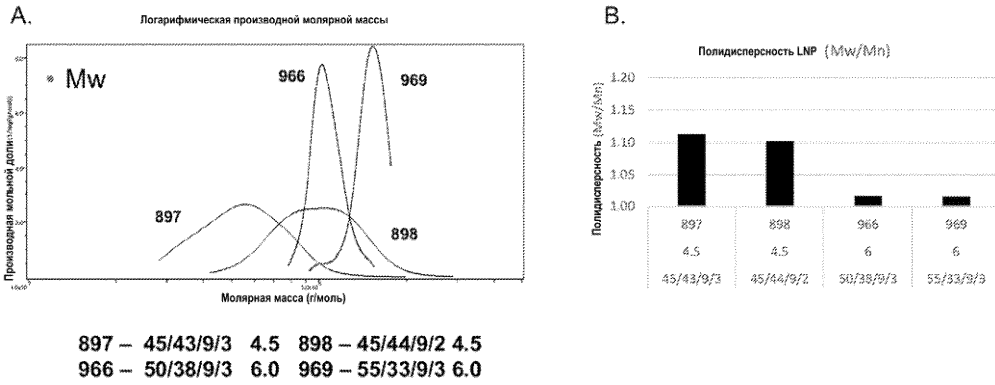 A.
Логарифмическая производной молярной массы
Mw
966
969
897
898
Молярная масса (г/моль)
897 – 45/43/9/3 4.5 898 – 45/44/9/2 4.5
966 – 50/38/9/3 6.0 969 – 55/33/9/3 6.0
B.
Полидисперсность LNP (Mw/Mn)
Полидисперсность (Mw/Mn)
1.20
1.15
1.10
1.05
1.00
897 898 966 969
4.5 4.5 6 6
45/43/9/3 45/44/9/2 50/38/9/3 55/33/9/3
Производная мольной доли